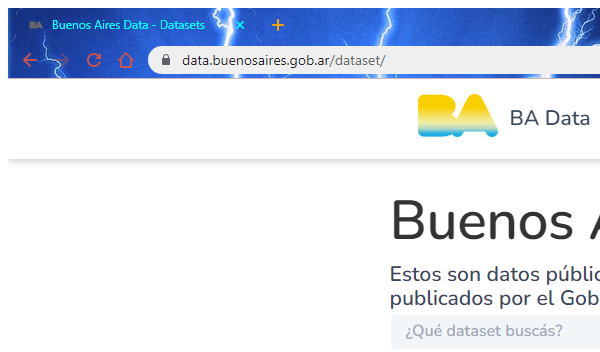 BA Buenos Aires Data - Datasets
data.buenosaires.gob.ar/dataset/
BA BA Data
Buenos A
Estos son datos públic
publicados por el Gob
¿Qué dataset buscás?